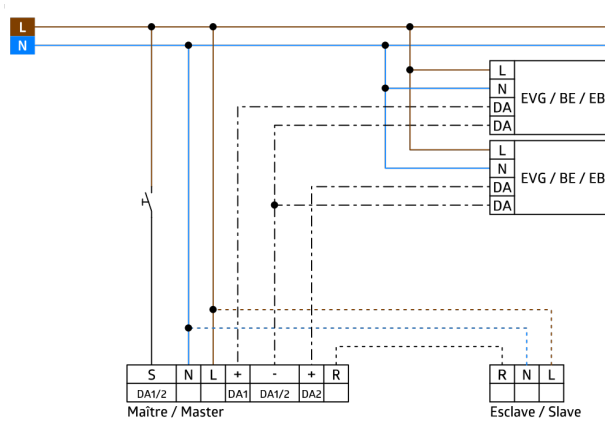 L
N
L
N
DA
DA
EVG / BE / EB
L
N
DA
DA
EVG / BE / EB
S N L + - + R
DA1/2 DA1 DA1/2 DA2
Maître / Master
R N L
Esclave / Slave